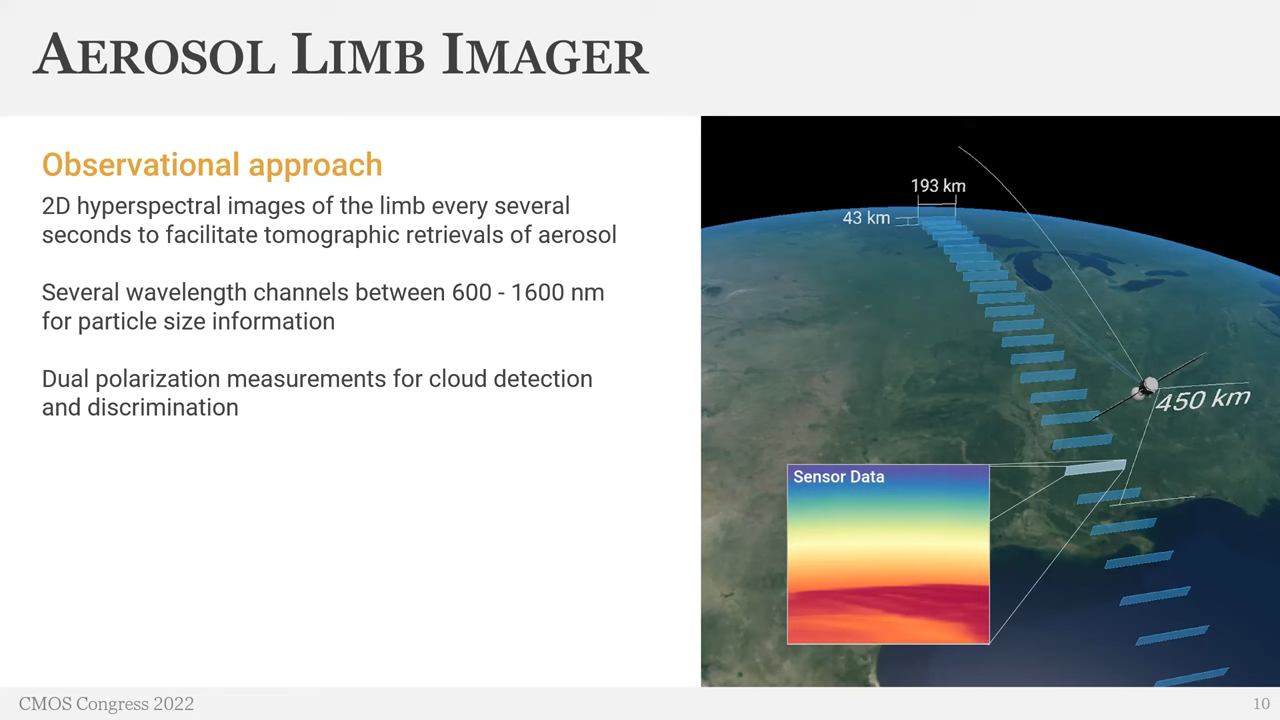 AEROSOL LIMB IMAGER
Observational approach
2D hyperspectral images of the limb every several
seconds to facilitate tomographic retrievals of aerosol
Several wavelength channels between 600 - 1600 nm
for particle size information
Dual polarization measurements for cloud detection
and discrimination
193 km
43 km
450 km
Sensor Data
CMOS Congress 2022
10